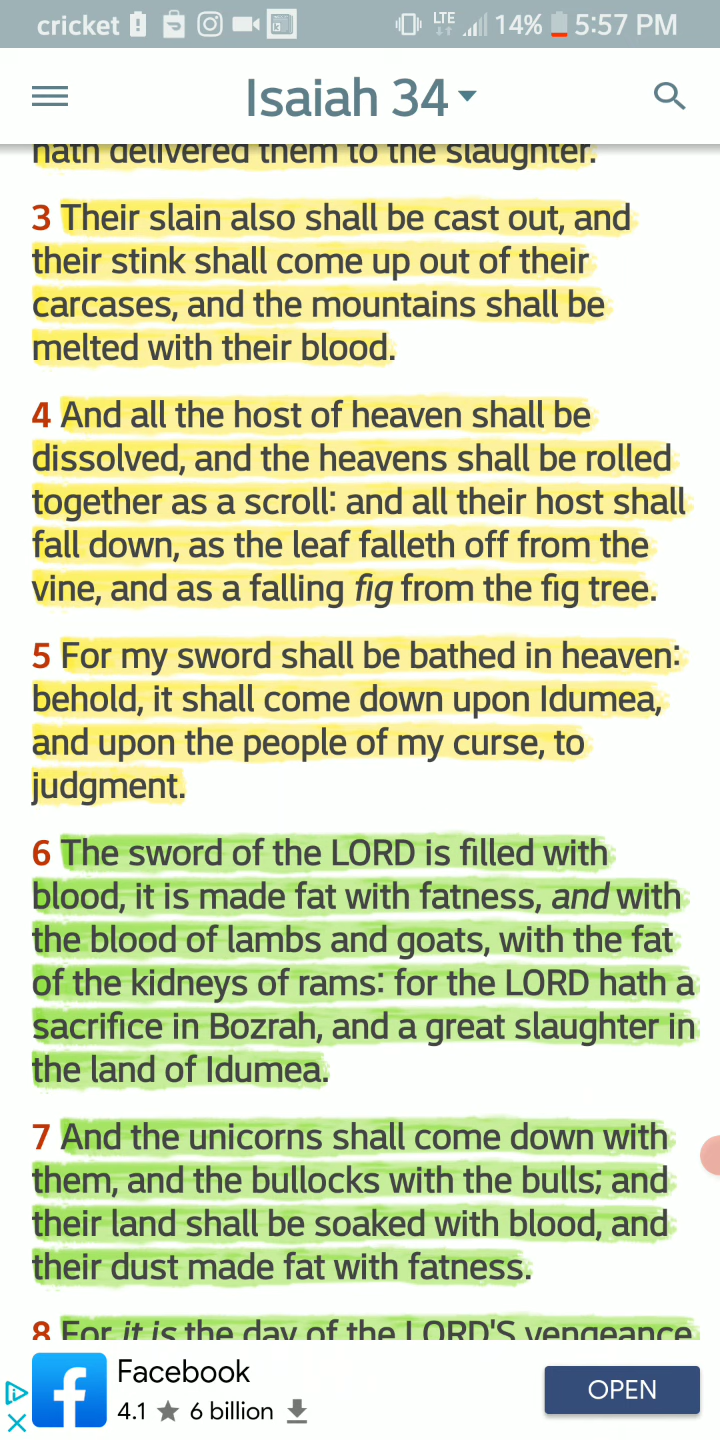 cricket LTE 14% 5:57 PM
Isaiah 34
hath delivered them to the slaughter.
3 Their slain also shall be cast out, and
their stink shall come up out of their
carcases, and the mountains shall be
melted with their blood.
4 And all the host of heaven shall be
dissolved, and the heavens shall be rolled
together as a scroll: and all their host shall
fall down, as the leaf falleth off from the
vine, and as a falling fig from the fig tree.
5 For my sword shall be bathed in heaven:
behold, it shall come down upon Idumea,
and upon the people of my curse, to
judgment.
6 The sword of the LORD is filled with
blood, it is made fat with fatness, and with
the blood of lambs and goats, with the fat
of the kidneys of rams: for the LORD hath a
sacrifice in Bozrah, and a great slaughter in
the land of Idumea.
7 And the unicorns shall come down with
them, and the bullocks with the bulls; and
their land shall be soaked with blood, and
their dust made fat with fatness.
8 For it is the day of the LORD'S vengeance
Facebook
4.1 ★ 6 billion
OPEN